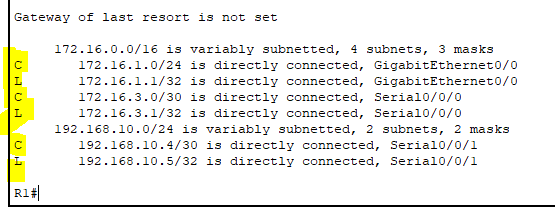 Gateway of last resort is not set
172.16.0.0/16 is variably subnetted, 4 subnets, 3 masks
C 172.16.1.0/24 is directly connected, GigabitEthernet0/0
L 172.16.1.1/32 is directly connected, GigabitEthernet0/0
C 172.16.3.0/30 is directly connected, Serial0/0/0
L 172.16.3.1/32 is directly connected, Serial0/0/0
192.168.10.0/24 is variably subnetted, 2 subnets, 2 masks
C 192.168.10.4/30 is directly connected, Serial0/0/1
L 192.168.10.5/32 is directly connected, Serial0/0/1
R1#